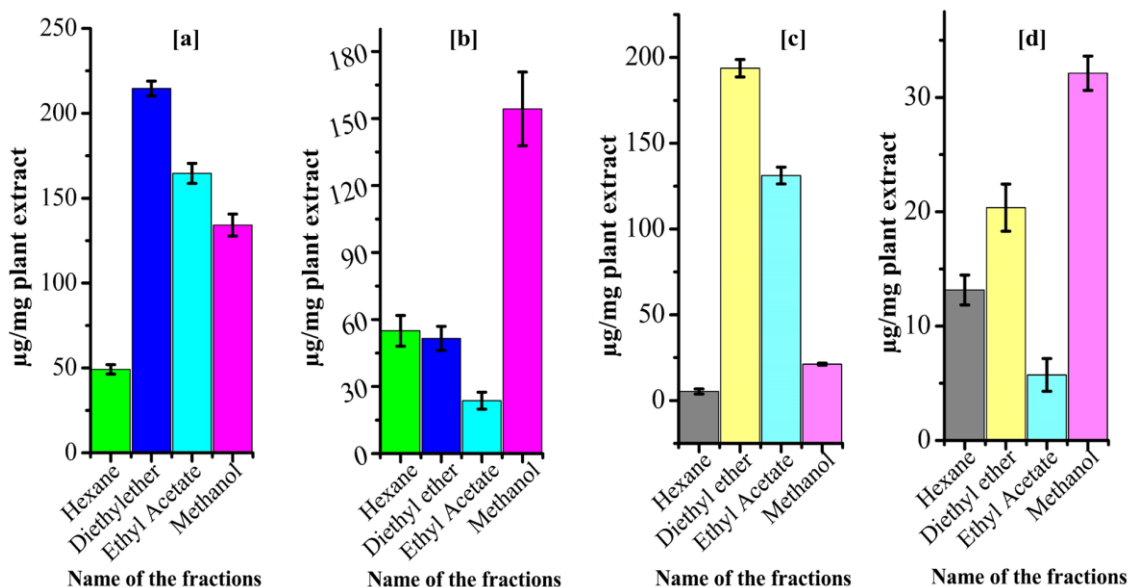 [a]
250
200
150
100
50
0
µg/mg plant extract
Hexane
Diethylether
Ethyl Acetate
Methanol
Name of the fractions
[b]
180
150
120
90
60
30
0
µg/mg plant extract
Hexane
Diethyl ether
Ethyl Acetate
Methanol
Name of the fractions
[c]
200
150
100
50
0
µg/mg plant extract
Hexane
Diethyl ether
Ethyl Acetate
Methanol
Name of the fractions
[d]
30
20
10
0
µg/mg plant extract
Hexane
Diethyl ether
Ethyl Acetate
Methanol
Name of the fractions